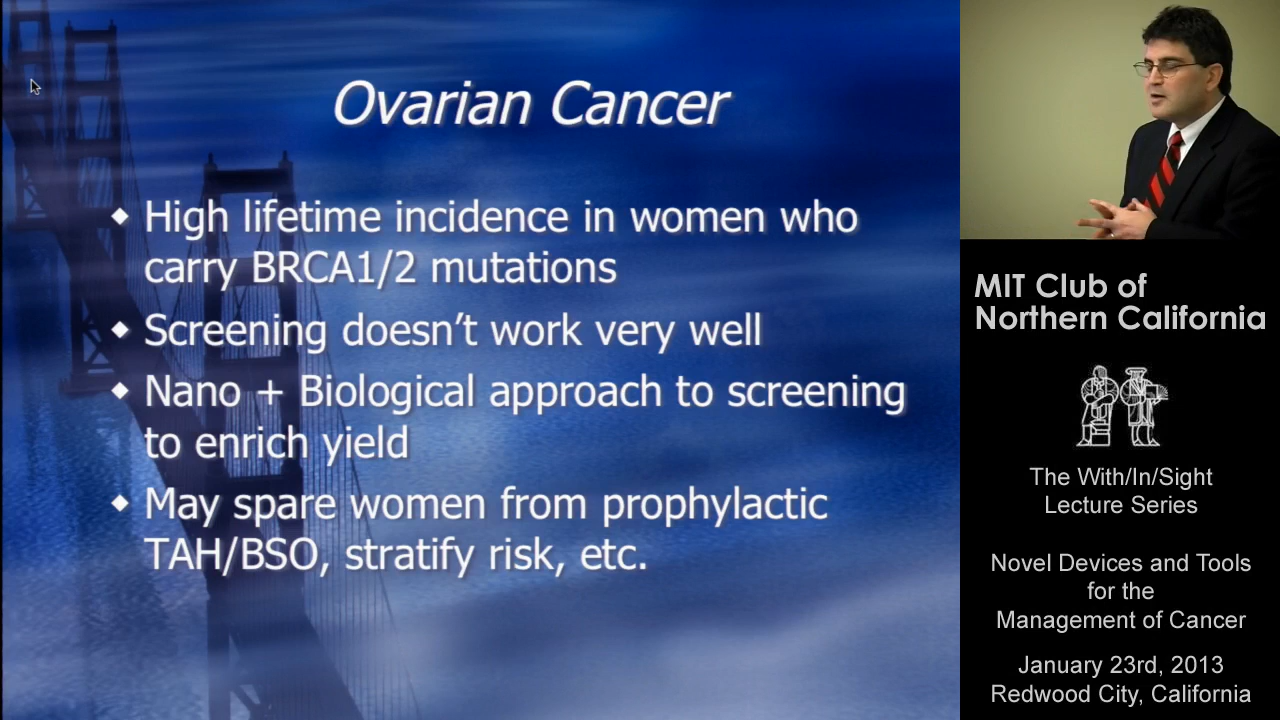 Ovarian Cancer
◆ High lifetime incidence in women who
carry BRCA1/2 mutations
◆ Screening doesn’t work very well
◆ Nano + Biological approach to screening
to enrich yield
◆ May spare women from prophylactic
TAH/BSO, stratify risk, etc.
MIT Club of
Northern California
The With/In/Sight
Lecture Series
Novel Devices and Tools
for the
Management of Cancer
January 23rd, 2013
Redwood City, California